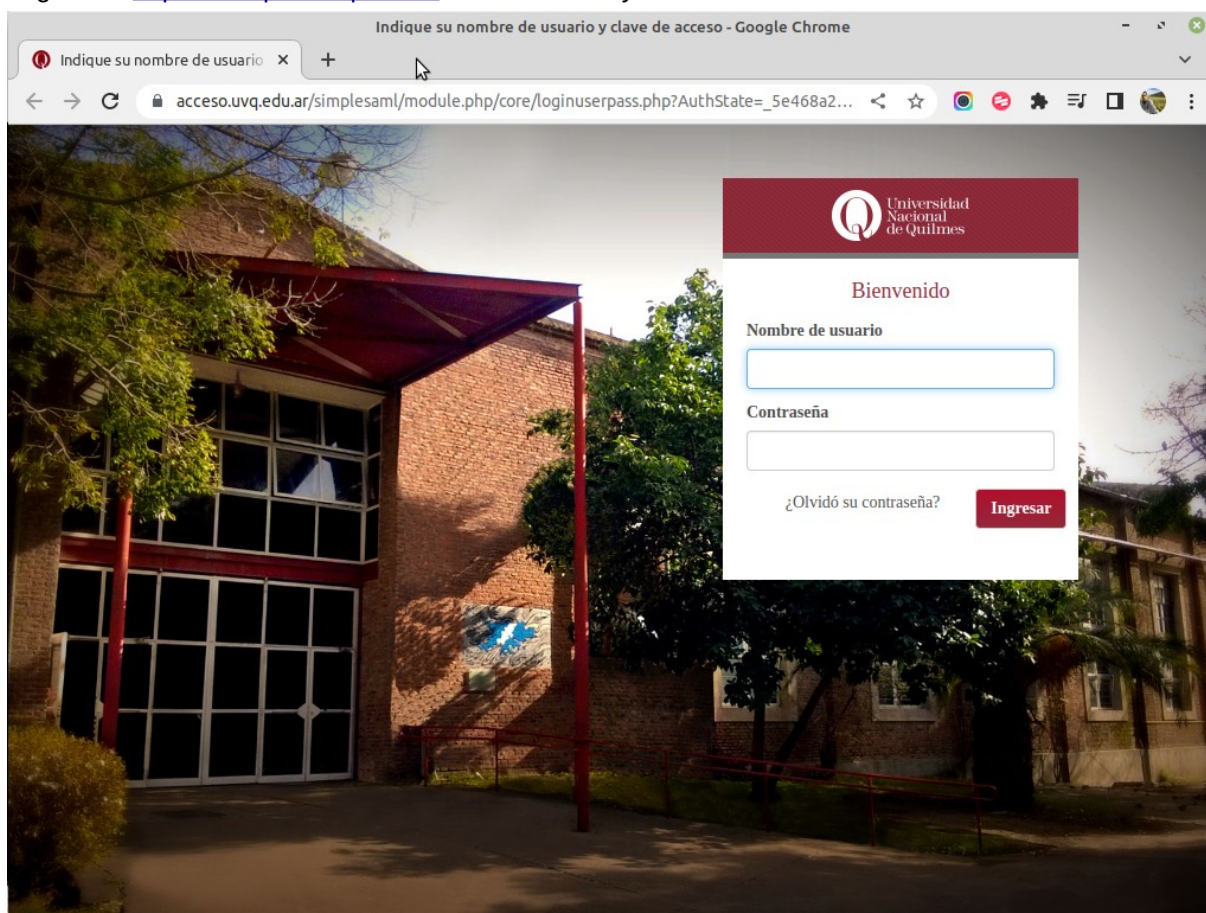 Indique su nombre de usuario y clave de acceso - Google Chrome
Indique su nombre de usuario
acceso.uvq.edu.ar/simplesaml/module.php/core/loginuserpass.php?AuthState=_5e468a2...
Universidad
Nacional
de Quilmes
Bienvenido
Nombre de usuario
Contraseña
¿Olvidó su contraseña?
Ingresar